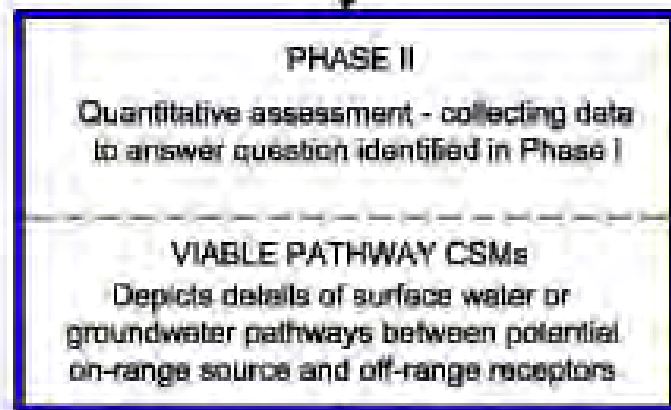 PHASE II
Quantitative assessment - collecting data
to answer question identified in Phase I
VIABLE PATHWAY CSMs
Depicts details of surface water or
groundwater pathways between potential
on-range source and off-range receptors